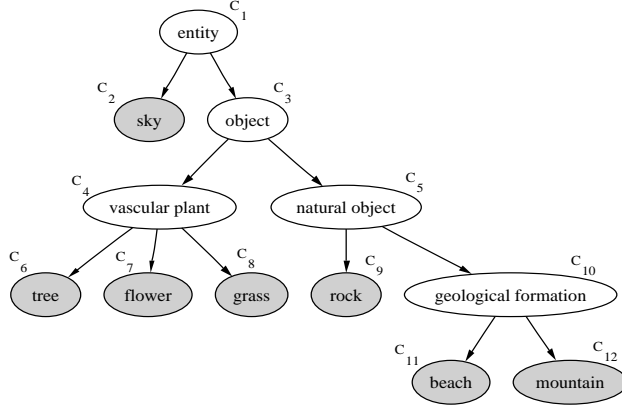 C1
entity
C2
C3
sky
object
C4
C5
vascular plant
natural object
C6
C7
C8
C9
C10
tree
flower
grass
rock
geological formation
C11
C12
beach
mountain